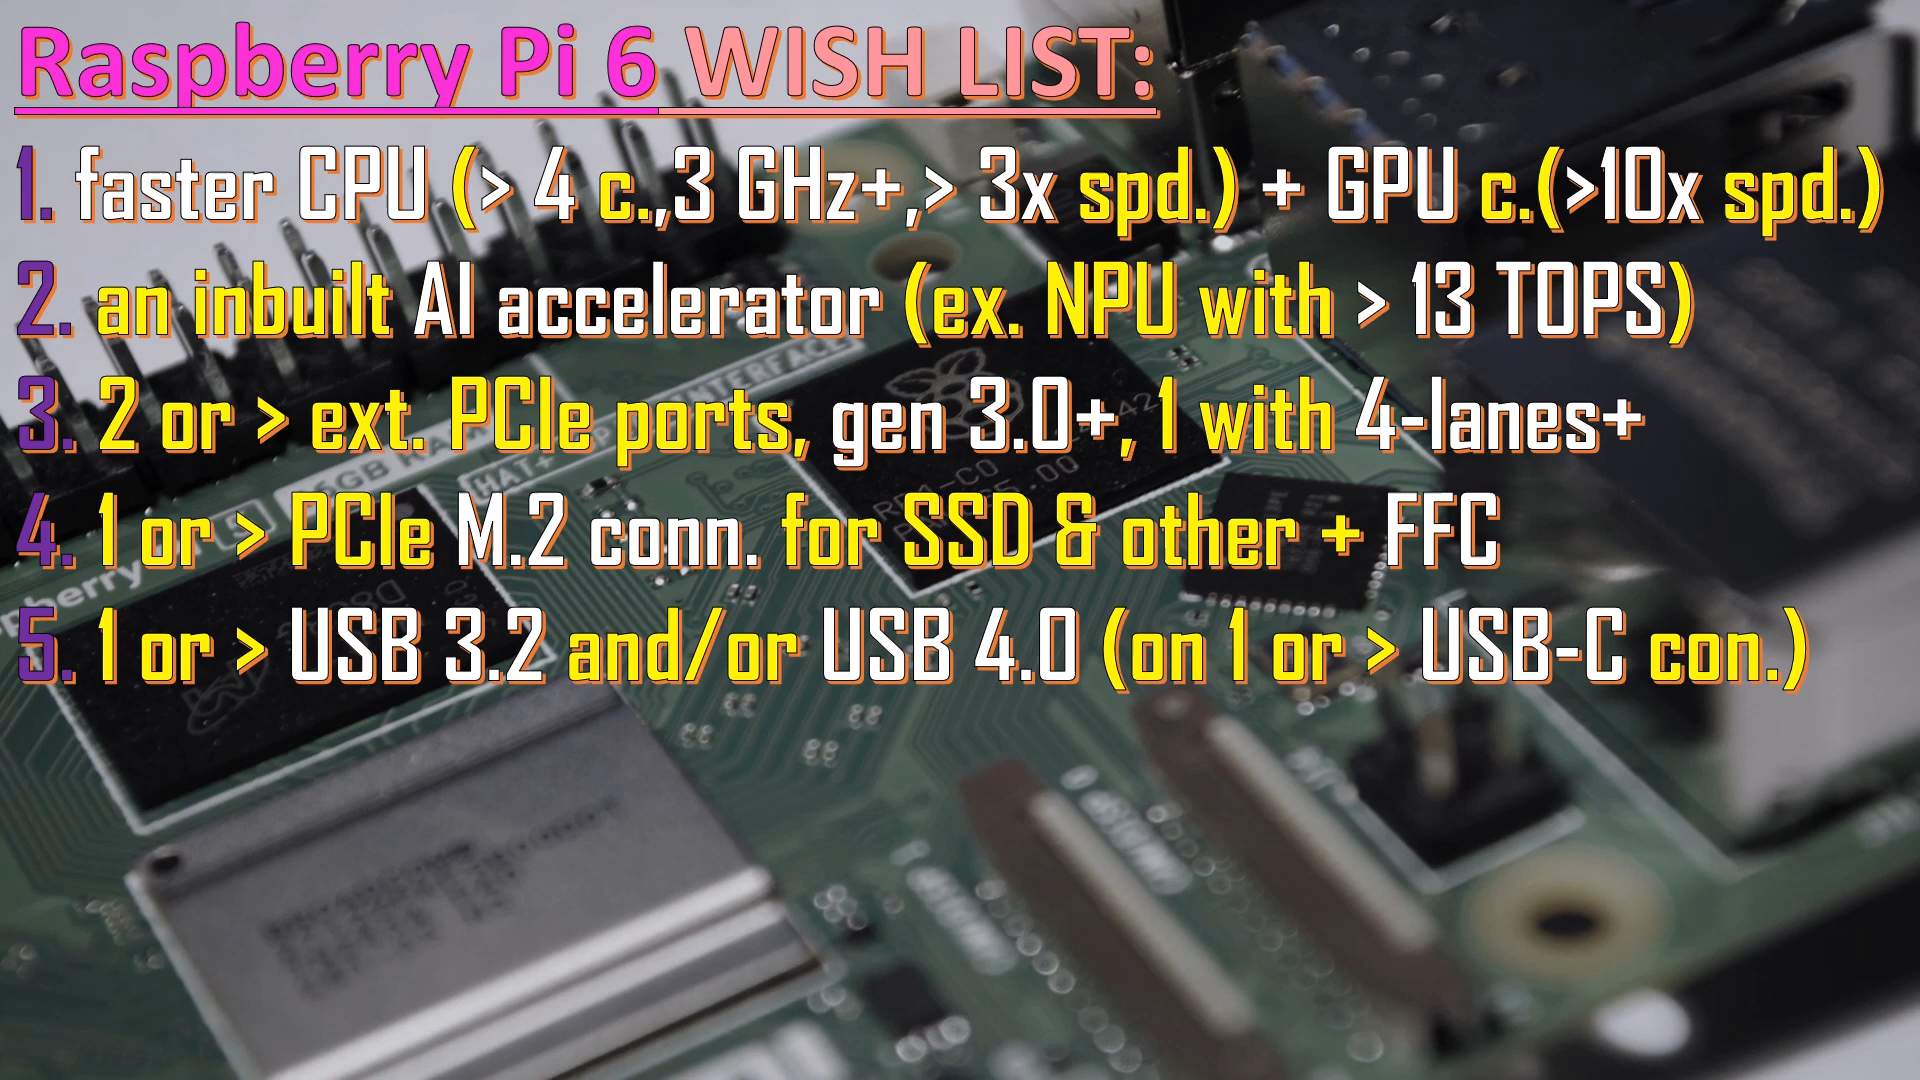 Raspberry Pi 6 WISH LIST:
1. faster CPU (> 4 c.,3 GHz+,> 3x spd.) + GPU c.(>10x spd.)
2. an inbuilt AI accelerator (ex. NPU with > 13 TOPS)
3. 2 or > ext. PCIe ports, gen 3.0+, 1 with 4-lanes+
4. 1 or > PCIe M.2 conn. for SSD & other + FFC
5. 1 or > USB 3.2 and/or USB 4.0 (on 1 or > USB-C con.)
INTERFACE
HAT+